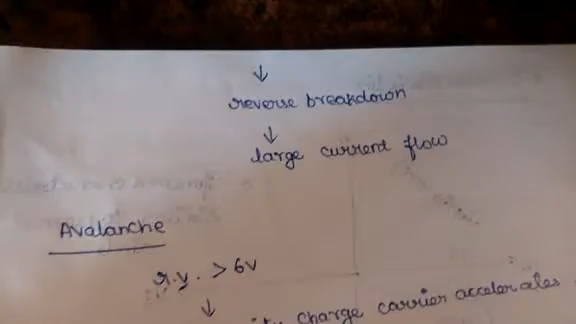 ↓
reverse breakdown
↓
large current flow
Avalanche
r.v. > 6V
↓
charge carrier accelerates